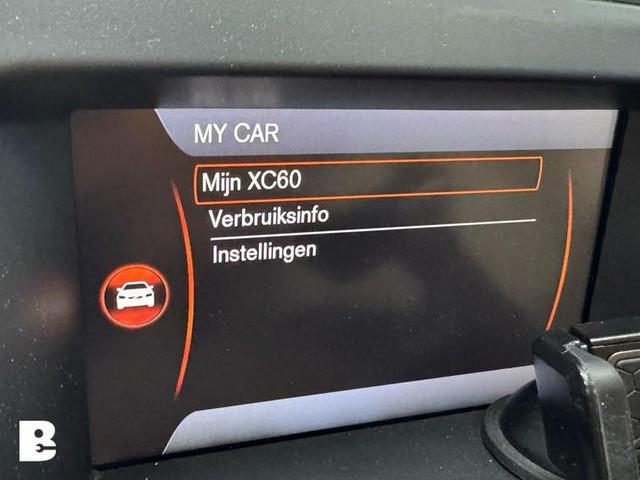 MY CAR
Mijn XC60
Verbruiksinfo
Instellingen